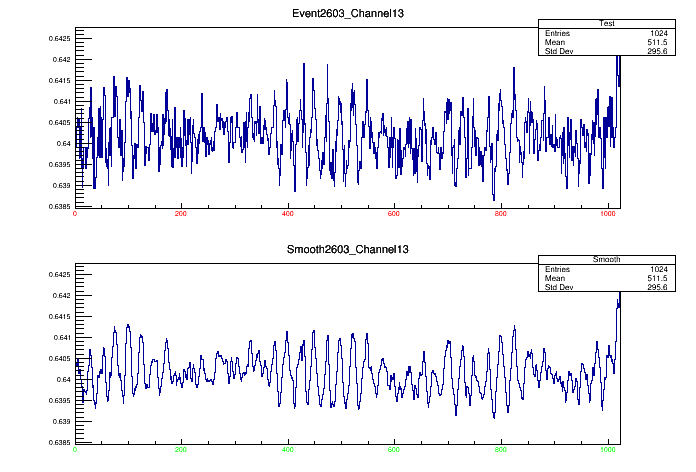 Event2603_Channel13
Test
Entries 1024
Mean 511.5
Std Dev 295.6
0.6425
0.642
0.6415
0.641
0.6405
0.64
0.6395
0.639
0.6385
0 200 400 600 800 1000
Smooth2603_Channel13
Smooth
Entries 1024
Mean 511.5
Std Dev 295.6
0.6425
0.642
0.6415
0.641
0.6405
0.64
0.6395
0.639
0.6385
0 200 400 600 800 1000